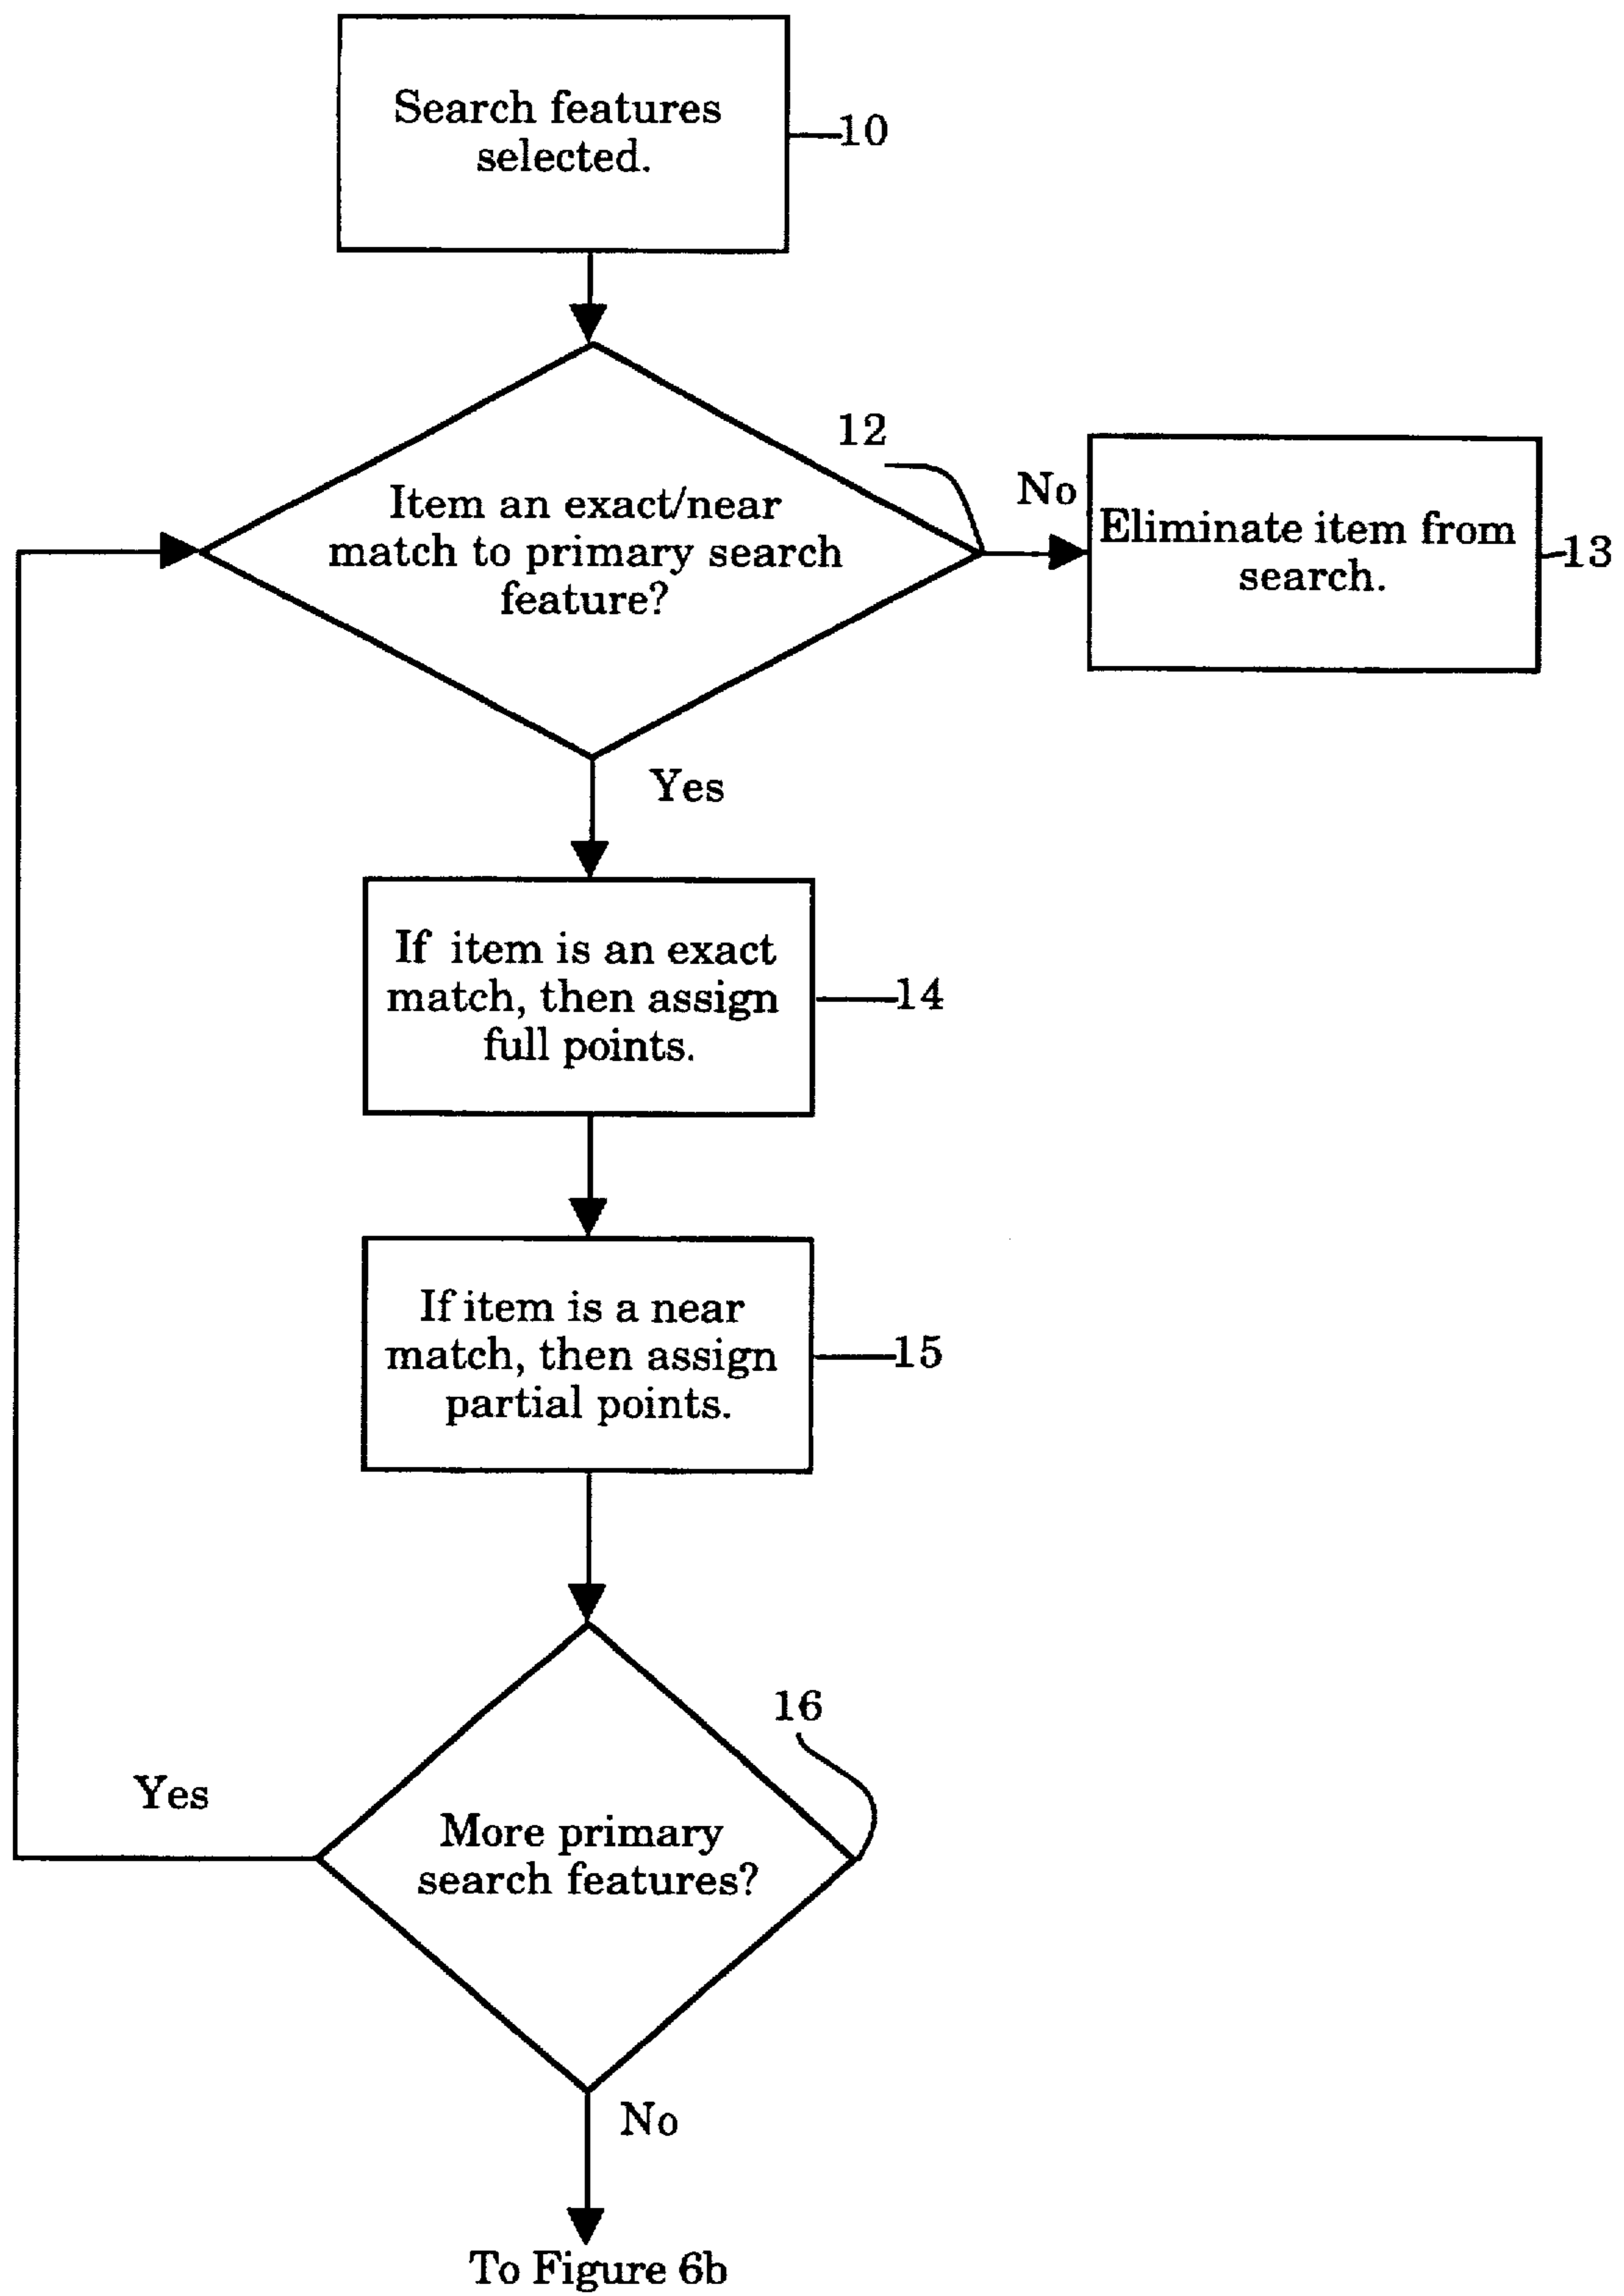 Search features
selected.
10
12
No
Item an exact/near
match to primary search
feature?
Eliminate item from
search.
13
Yes
If item is an exact
match, then assign
full points.
14
If item is a near
match, then assign
partial points.
15
16
Yes
More primary
search features?
No
To Figure 6b